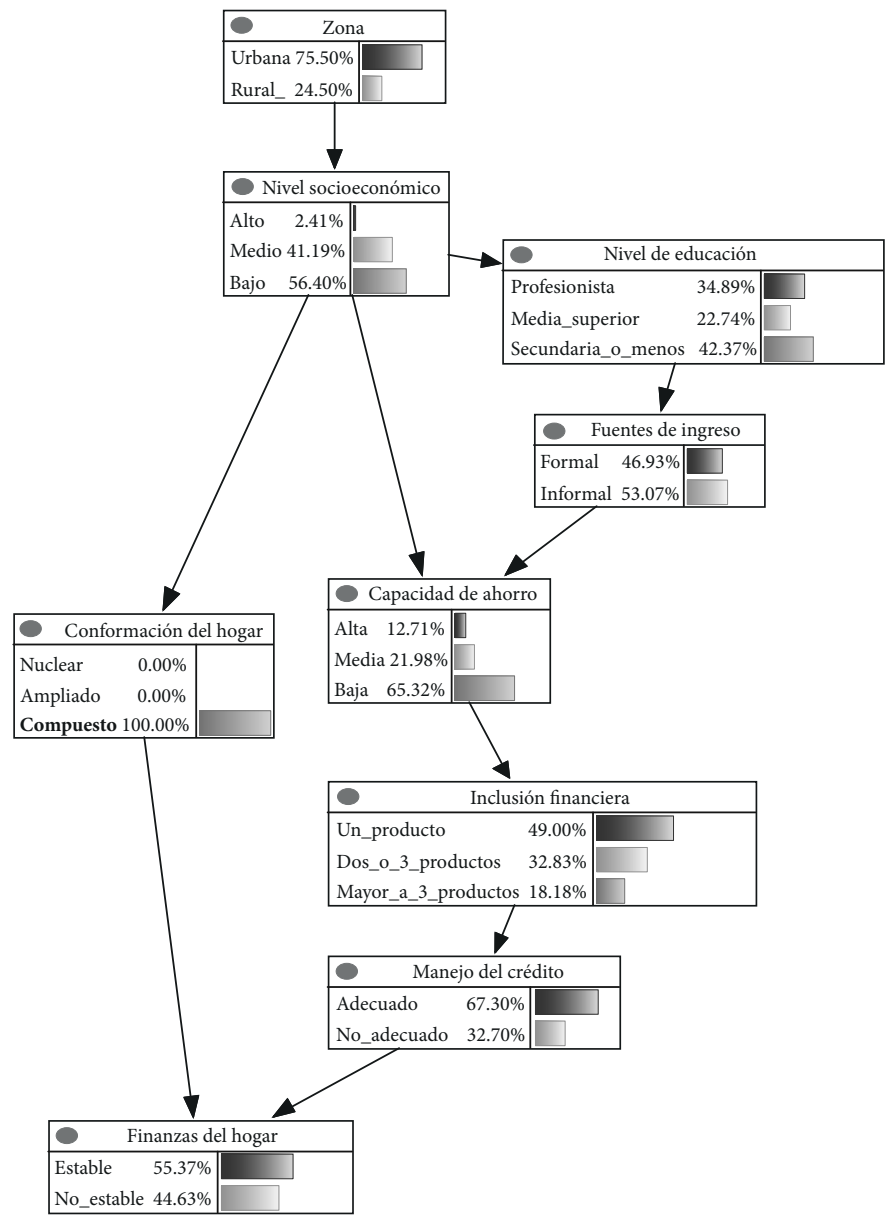 Zona
Urbana 75.50%
Rural_ 24.50%
Nivel socioeconómico
Alto 2.41%
Medio 41.19%
Bajo 56.40%
Nivel de educación
Profesionista 34.89%
Media_superior 22.74%
Secundaria_o_menos 42.37%
Fuentes de ingreso
Formal 46.93%
Informal 53.07%
Capacidad de ahorro
Alta 12.71%
Media 21.98%
Baja 65.32%
Conformación del hogar
Nuclear 0.00%
Ampliado 0.00%
Compuesto 100.00%
Inclusión financiera
Un_producto 49.00%
Dos_o_3_productos 32.83%
Mayor_a_3_productos 18.18%
Manejo del crédito
Adecuado 67.30%
No_adecuado 32.70%
Finanzas del hogar
Estable 55.37%
No_estable 44.63%